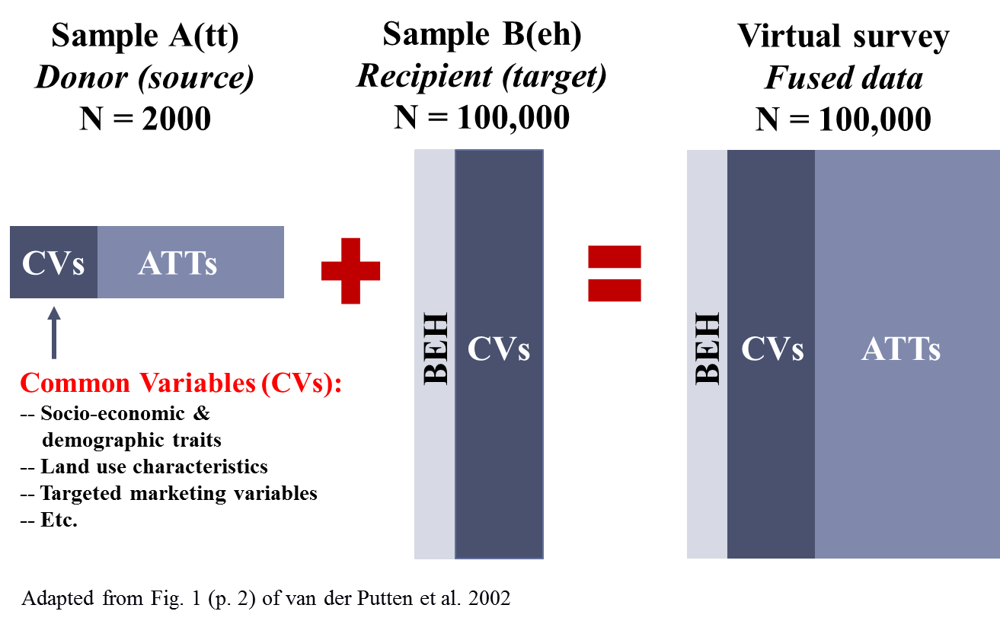 Sample A(tt)
Donor (source)
N = 2000
Sample B(eh)
Recipient (target)
N = 100,000
Virtual survey
Fused data
N = 100,000
CVs
ATTs
BEH
CVs
BEH
CVs
ATTs
Common Variables (CVs):
-- Socio-economic &
demographic traits
-- Land use characteristics
-- Targeted marketing variables
-- Etc.
Adapted from Fig. 1 (p. 2) of van der Putten et al. 2002